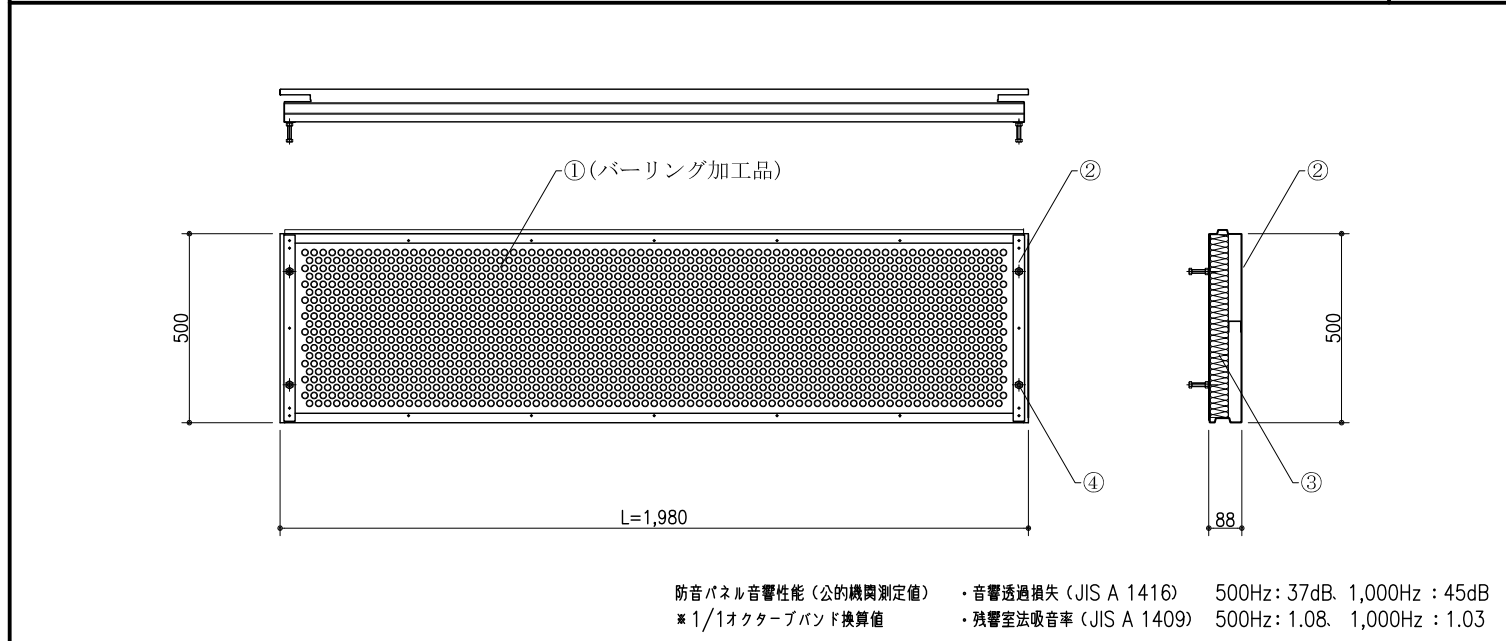 ①(バーリング加工品)
②
②
500
500
④
③
L=1,980
88
防音パネル音響性能(公的機関測定値) ・音響透過損失(JIS A 1416) 500Hz:37dB、1,000Hz:45dB
※1/1オクターブバンド換算値 ・残響室法吸音率(JIS A 1409) 500Hz:1.08、1,000Hz:1.03